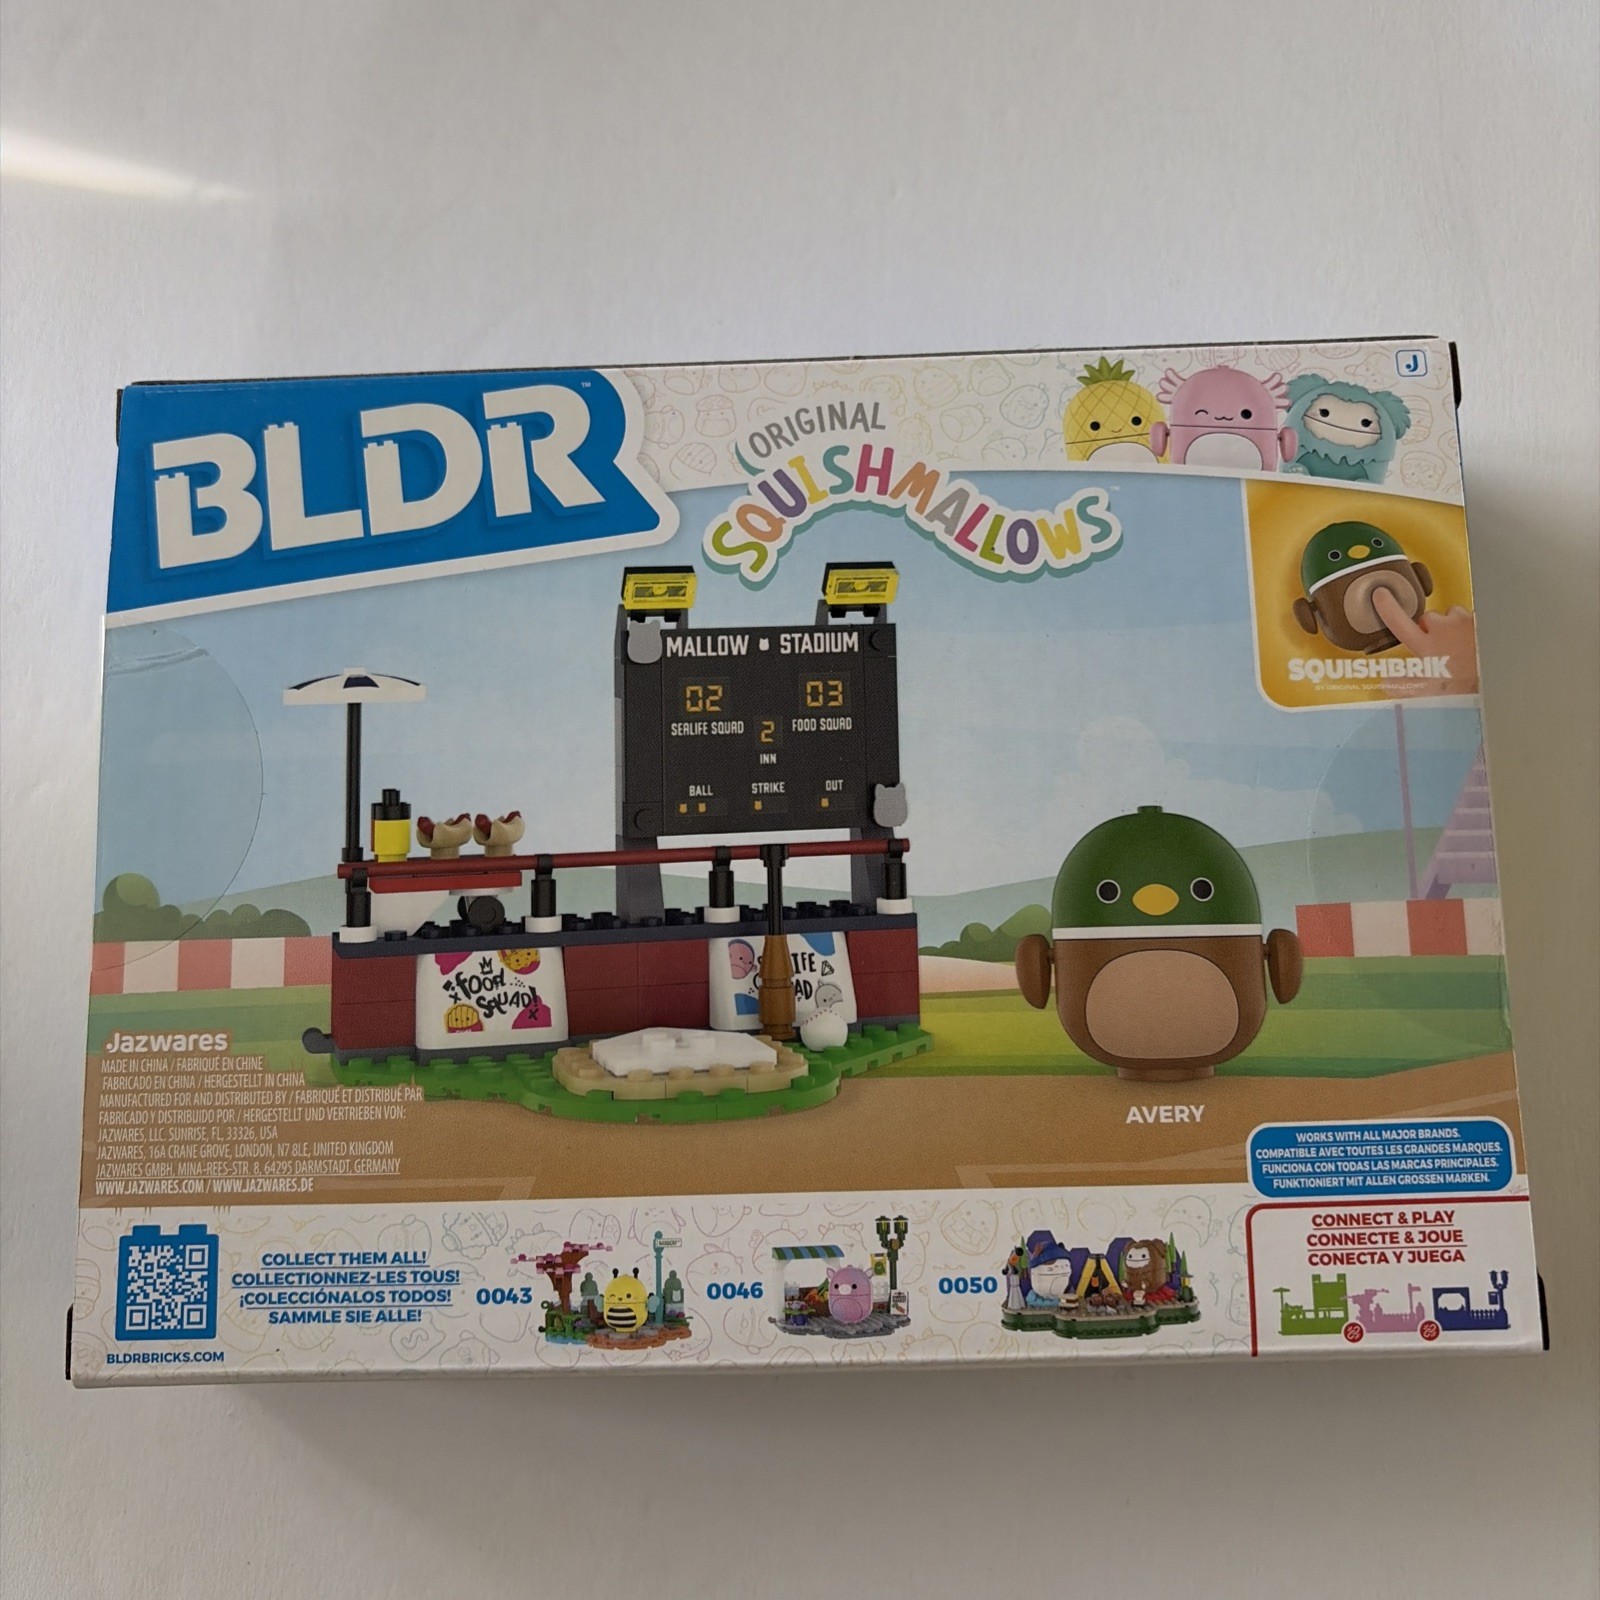 BLDR™
ORIGINAL
SQUISHMALLOWS™
J
SQUISHBRIK
BY ORIGINAL SQUISHMALLOWS
MALLOW STADIUM
02 03
SEALIFE SQUAD FOOD SQUAD
2
INN
BALL STRIKE OUT
FOOD
SQUAD!
AVERY
Jazwares
MADE IN CHINA / FABRIQUÉ EN CHINE
FABRICADO EN CHINA / HERGESTELLT IN CHINA
MANUFACTURED FOR AND DISTRIBUTED BY / FABRIQUÉ ET DISTRIBUÉ PAR
FABRICADO Y DISTRIBUIDO POR / HERGESTELLT UND VERTRIEBEN VON:
JAZWARES, LLC. SUNRISE, FL, 33326, USA
JAZWARES, 16A CRANE GROVE, LONDON, N7 8LE, UNITED KINGDOM
JAZWARES GMBH, MINA-REES-STR. 8, 64295 DARMSTADT, GERMANY
WWW.JAZWARES.COM / WWW.JAZWARES.DE
WORKS WITH ALL MAJOR BRANDS.
COMPATIBLE AVEC TOUTES LES GRANDES MARQUES.
FUNCIONA CON TODAS LAS MARCAS PRINCIPALES.
FUNKTIONIERT MIT ALLEN GROSSEN MARKEN.
BLDRBRICKS.COM
COLLECT THEM ALL!
COLLECTIONNEZ-LES TOUS!
¡COLECCIÓNALOS TODOS!
SAMMLE SIE ALLE!
0043
0046
0050
CONNECT & PLAY
CONNECTE & JOUE
CONECTA Y JUEGA